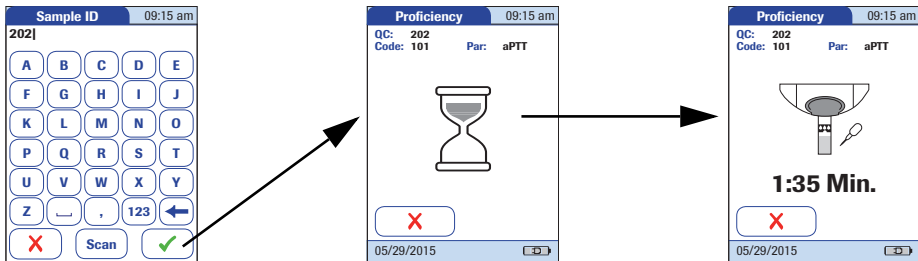 Sample ID 09:15 am
202|
A B C D E
F G H I J
K L M N O
P Q R S T
U V W X Y
Z , 123
Scan
Proficiency 09:15 am
QC: 202
Code: 101 Par: aPTT
05/29/2015
Proficiency 09:15 am
QC: 202
Code: 101 Par: aPTT
1:35 Min.
05/29/2015